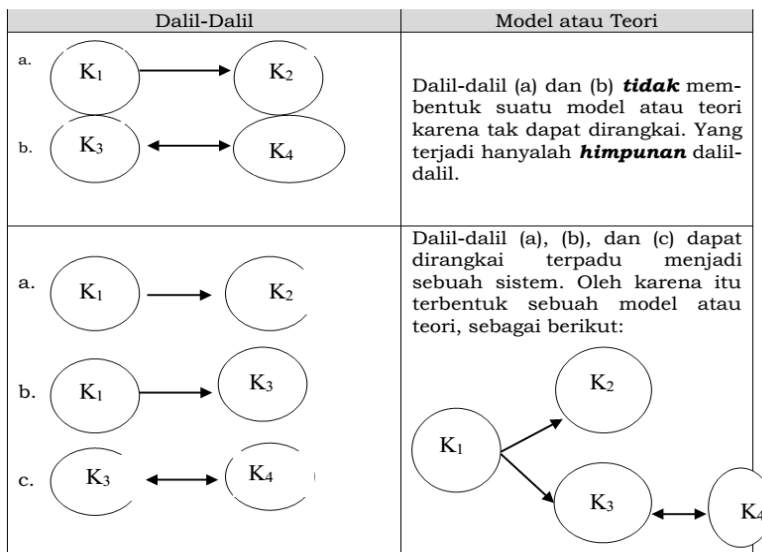 Dalil-Dalil
Model atau Teori
a.
K₁
K₂
b.
K₃
K₄
Dalil-dalil (a) dan (b) tidak mem-
bentuk suatu model atau teori
karena tak dapat dirangkai. Yang
terjadi hanyalah himpunan dalil-
dalil.
a.
K₁
K₂
b.
K₁
K₃
c.
K₃
K₄
Dalil-dalil (a), (b), dan (c) dapat
dirangkai terpadu menjadi
sebuah sistem. Oleh karena itu
terbentuk sebuah model atau
teori, sebagai berikut:
K₂
K₁
K₃
K₄